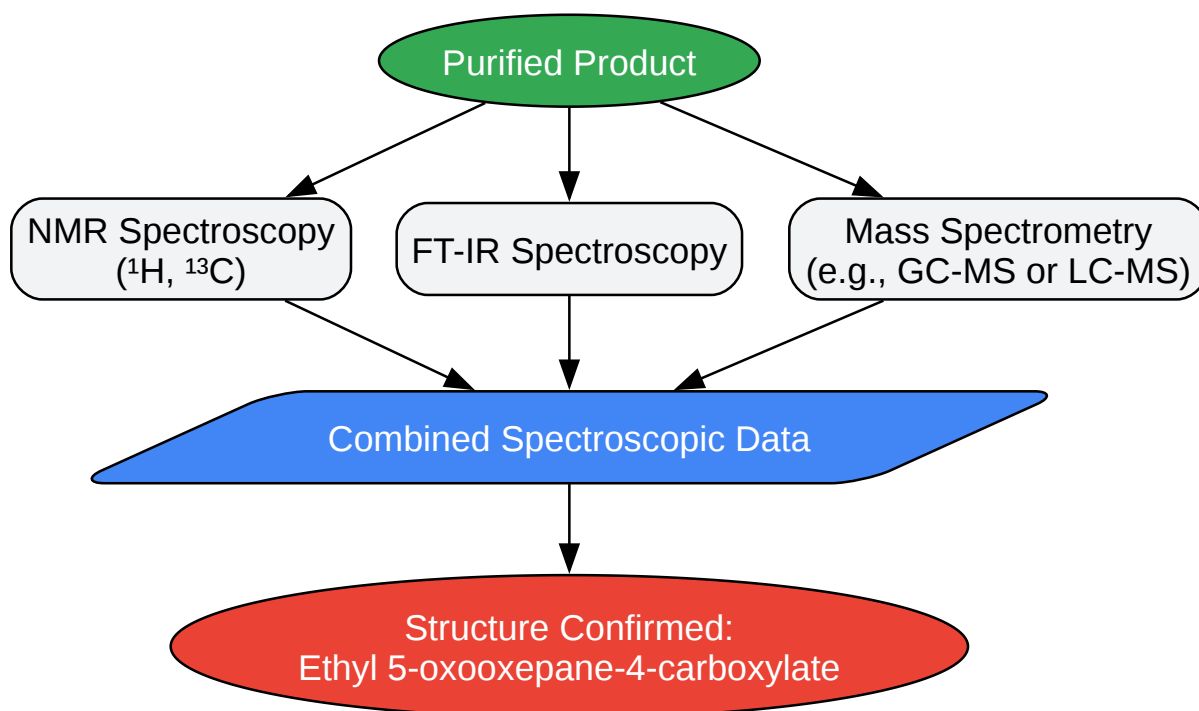 Purified Product
NMR Spectroscopy
(¹H, ¹³C)
FT-IR Spectroscopy
Mass Spectrometry
(e.g., GC-MS or LC-MS)
Combined Spectroscopic Data
Structure Confirmed:
Ethyl 5-oxooxepane-4-carboxylate